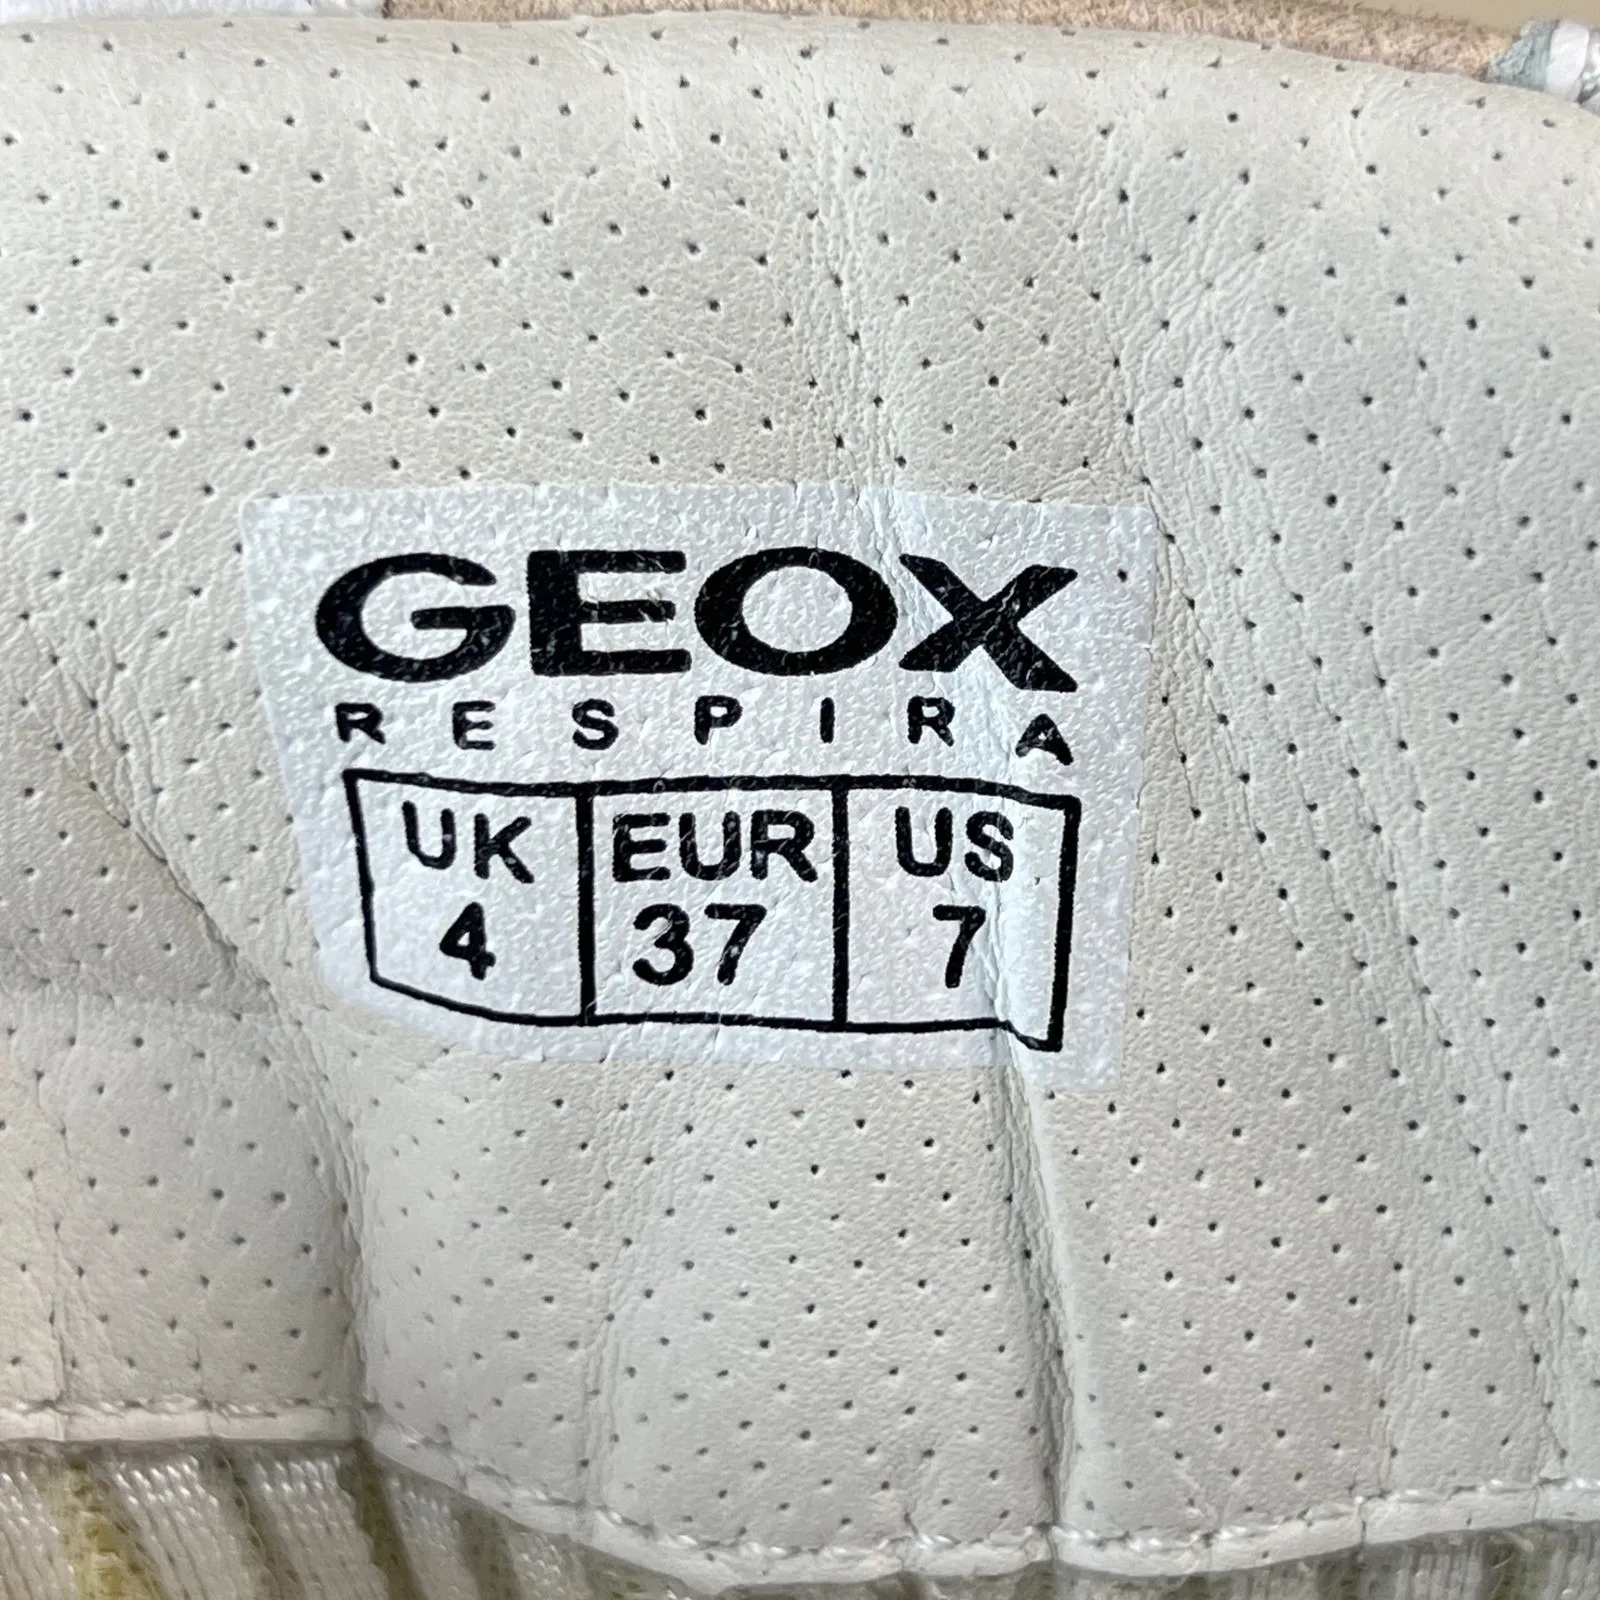 GEOX
RESPIRA
UK EUR US
4 37 7